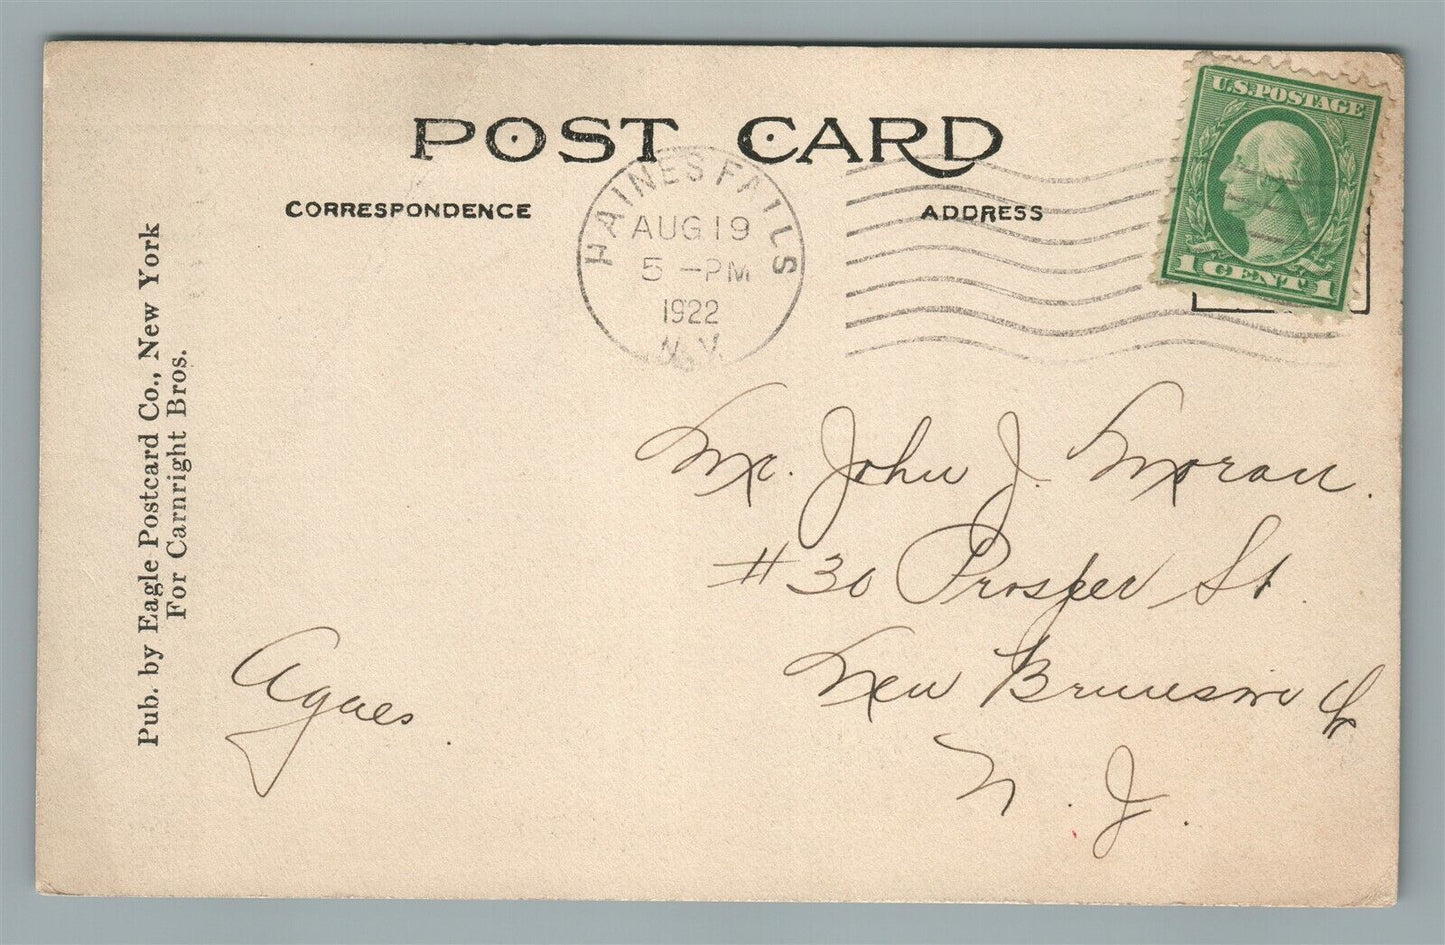 POST CARD
CORRESPONDENCE
ADDRESS
HAINES FALLS
AUG 19
5 -PM
1922
N.Y.
U.S. POSTAGE
1 CENT 1
Pub. by Eagle Postcard Co., New York
For Carnright Bros.
Mr. John J. Moran.
#30 Prosper St.
New Brunswick
N. J.
Agnes.